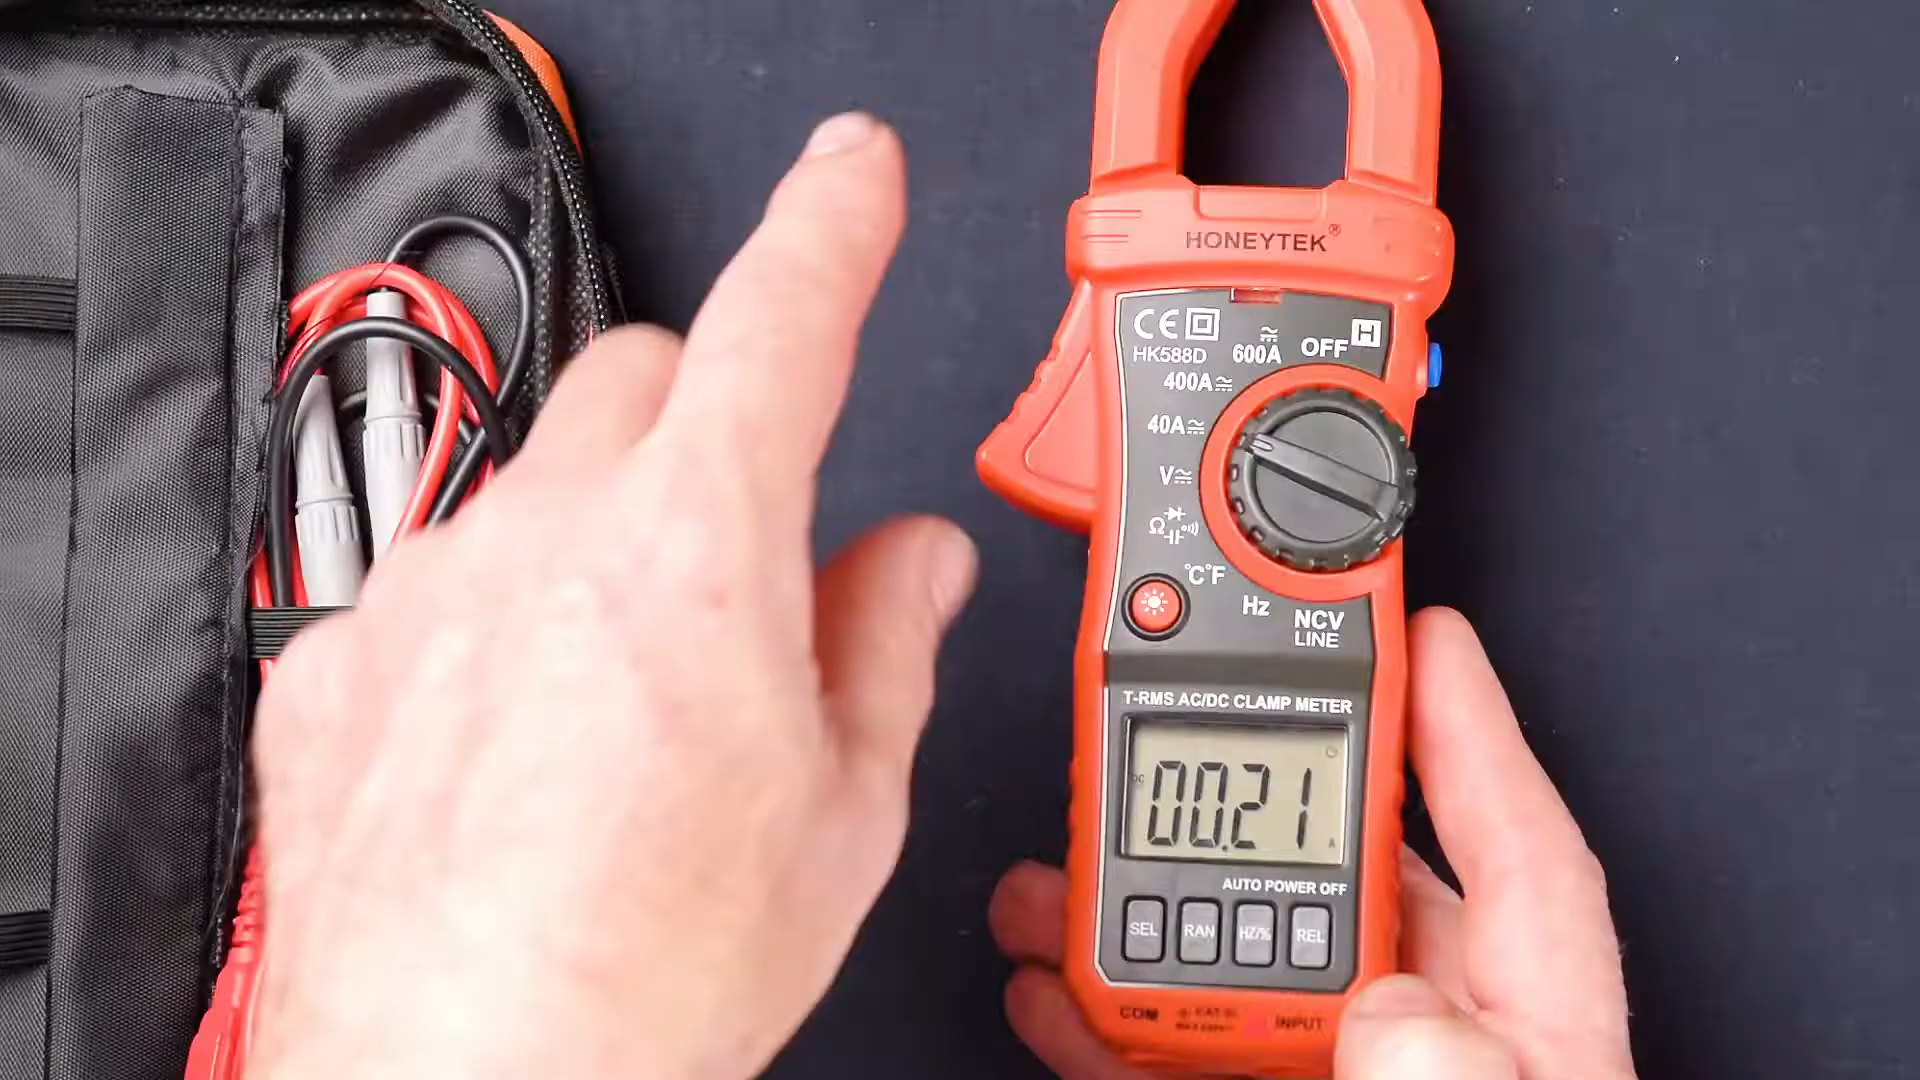 HONEYTEK®
CE
HK588D
600A
OFF
H
400A
40A
V
Ω
°C°F
Hz
NCV
LINE
T-RMS AC/DC CLAMP METER
DC
00.21
A
AUTO POWER OFF
SEL
RAN
HZ/%
REL
COM
INPUT